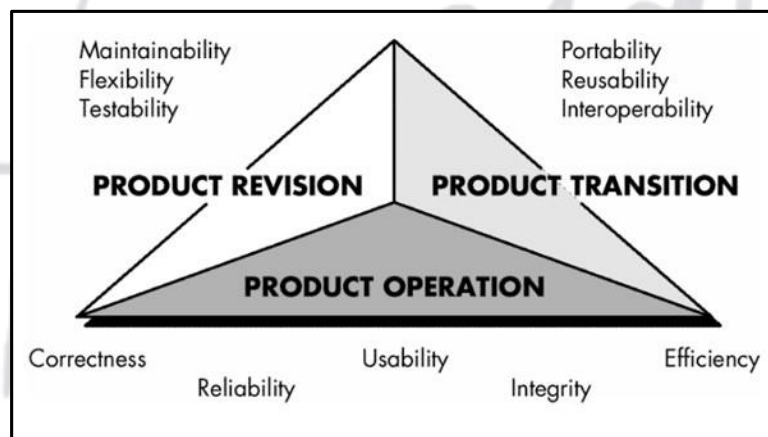 Maintainability
Flexibility
Testability
Portability
Reusability
Interoperability
PRODUCT REVISION
PRODUCT TRANSITION
PRODUCT OPERATION
Correctness
Usability
Efficiency
Reliability
Integrity